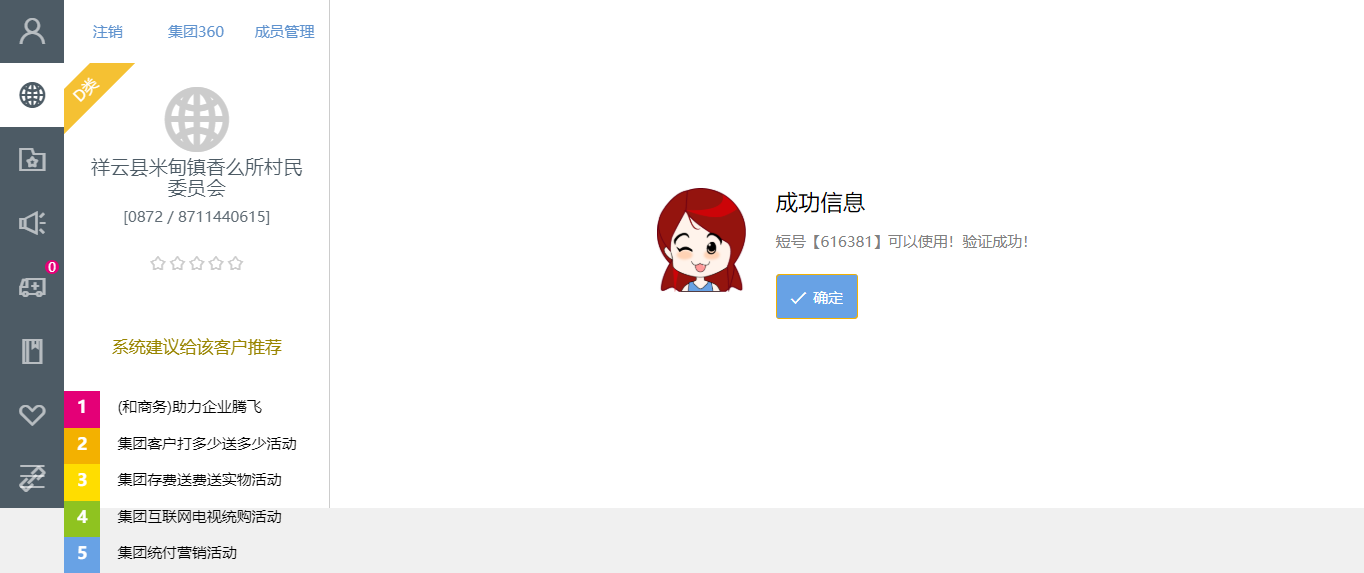 注销 集团360 成员管理
D类
祥云县米甸镇香么所村民
委员会
[0872 / 8711440615]
成功信息
短号【616381】可以使用！验证成功！
确定
0
系统建议给该客户推荐
1 (和商务)助力企业腾飞
2 集团客户打多少送多少活动
3 集团存费送费送实物活动
4 集团互联网电视统购活动
5 集团统付营销活动